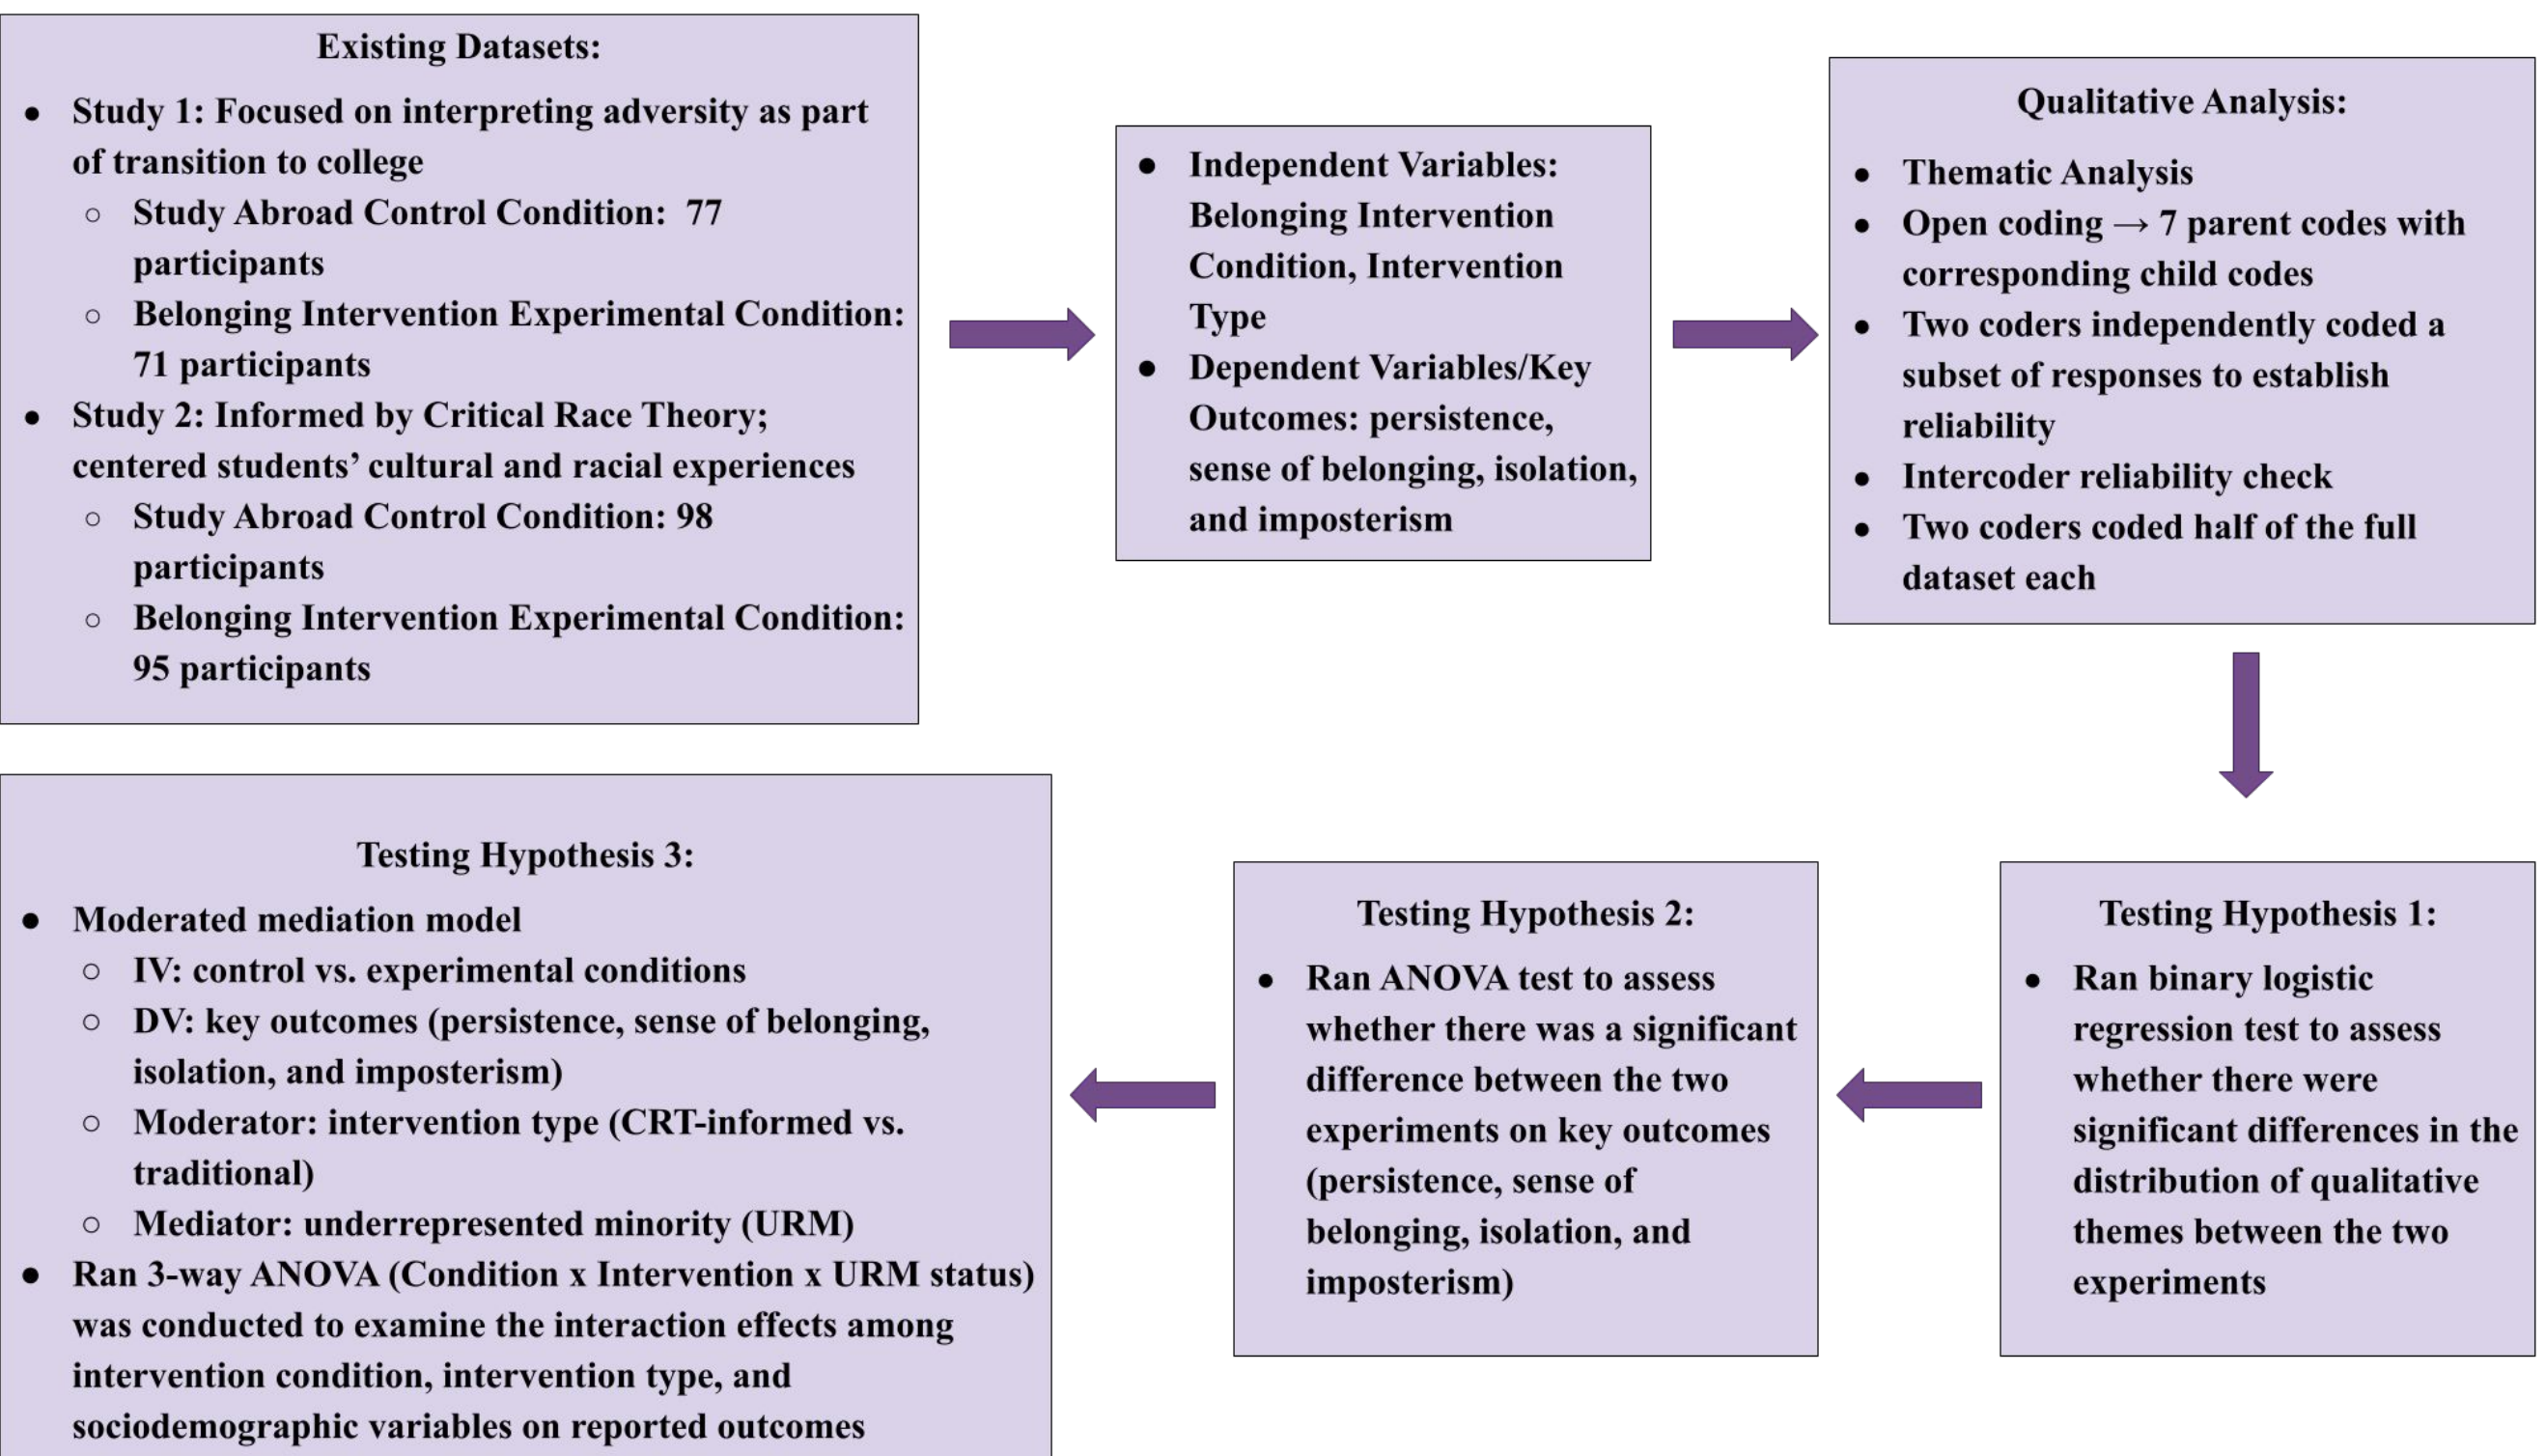 Existing Datasets:
● Study 1: Focused on interpreting adversity as part
of transition to college
○ Study Abroad Control Condition: 77
participants
○ Belonging Intervention Experimental Condition:
71 participants
● Study 2: Informed by Critical Race Theory;
centered students’ cultural and racial experiences
○ Study Abroad Control Condition: 98
participants
○ Belonging Intervention Experimental Condition:
95 participants
● Independent Variables:
Belonging Intervention
Condition, Intervention
Type
● Dependent Variables/Key
Outcomes: persistence,
sense of belonging, isolation,
and imposterism
Qualitative Analysis:
● Thematic Analysis
● Open coding → 7 parent codes with
corresponding child codes
● Two coders independently coded a
subset of responses to establish
reliability
● Intercoder reliability check
● Two coders coded half of the full
dataset each
Testing Hypothesis 1:
● Ran binary logistic
regression test to assess
whether there were
significant differences in the
distribution of qualitative
themes between the two
experiments
Testing Hypothesis 2:
● Ran ANOVA test to assess
whether there was a significant
difference between the two
experiments on key outcomes
(persistence, sense of
belonging, isolation, and
imposterism)
Testing Hypothesis 3:
● Moderated mediation model
○ IV: control vs. experimental conditions
○ DV: key outcomes (persistence, sense of belonging,
isolation, and imposterism)
○ Moderator: intervention type (CRT-informed vs.
traditional)
○ Mediator: underrepresented minority (URM)
● Ran 3-way ANOVA (Condition x Intervention x URM status)
was conducted to examine the interaction effects among
intervention condition, intervention type, and
sociodemographic variables on reported outcomes